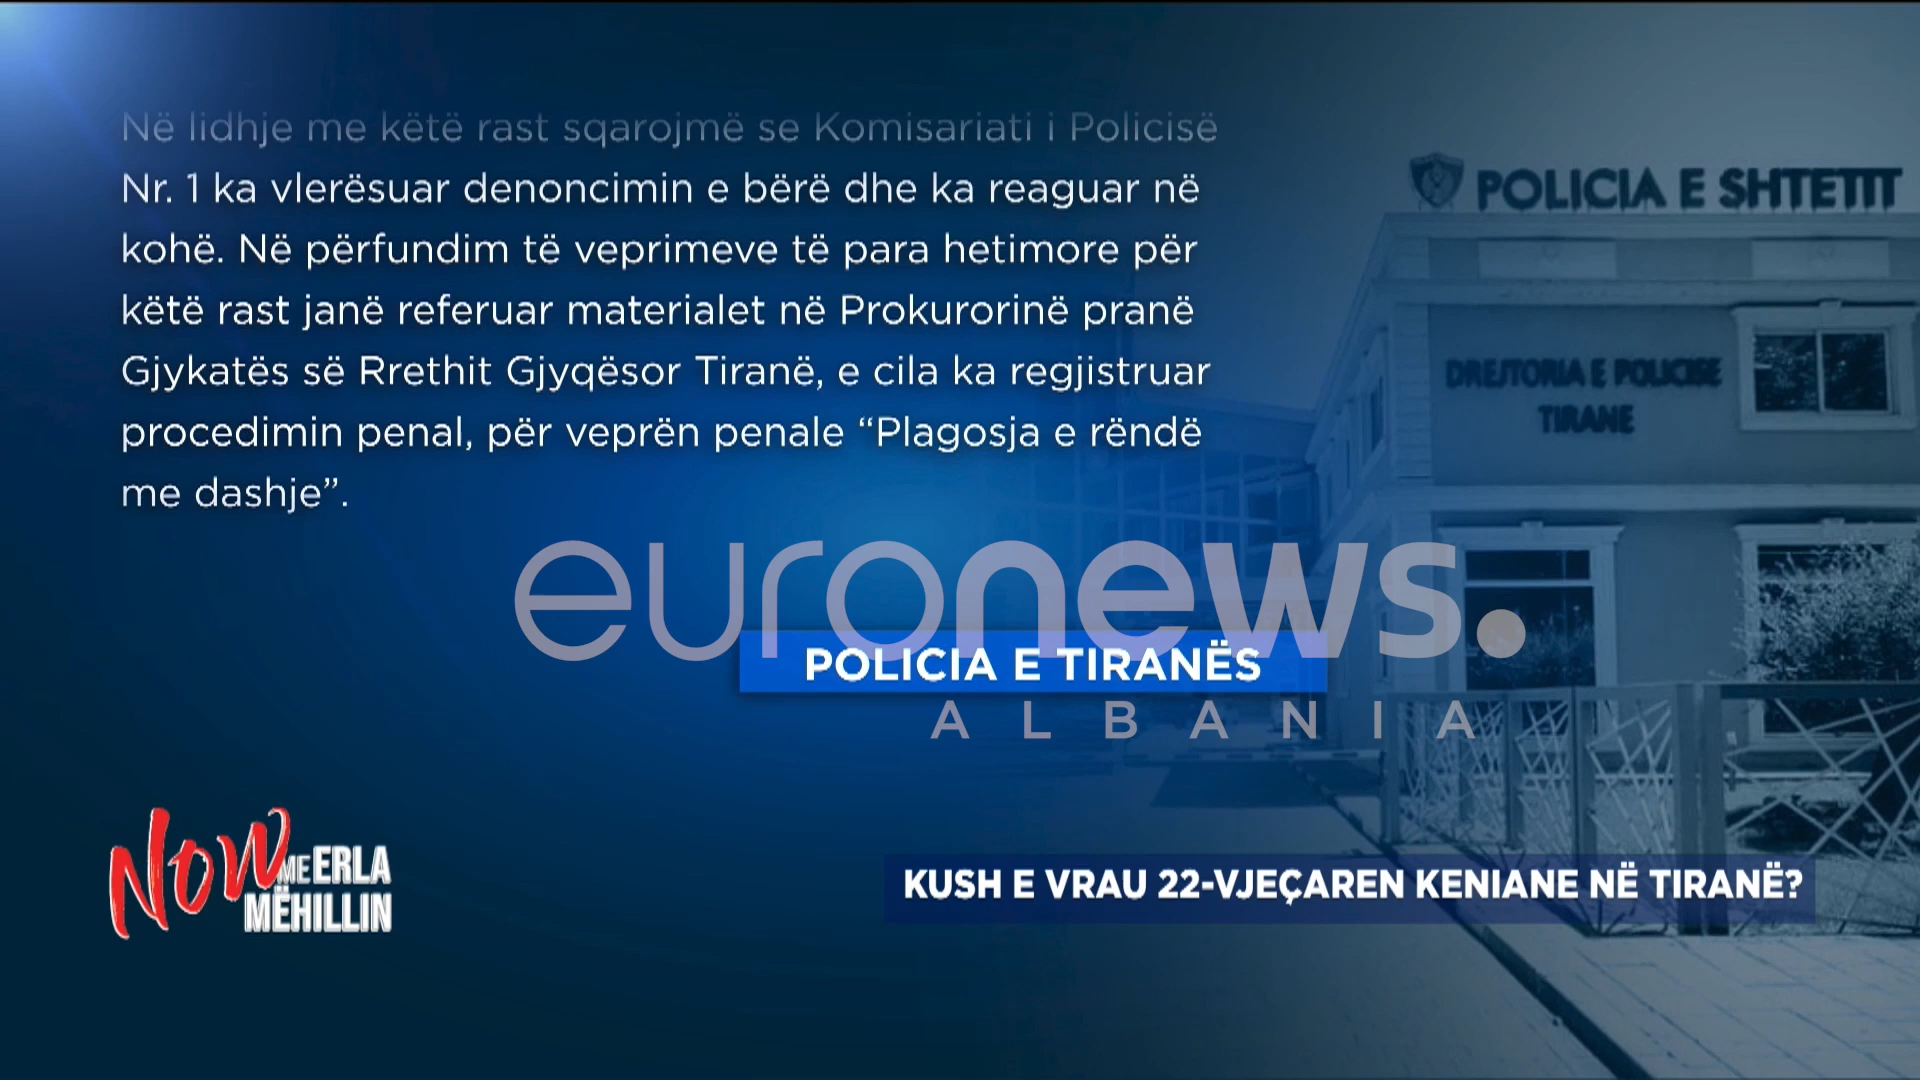 Në lidhje me këtë rast sqarojmë se Komisariati i Policisë
Nr. 1 ka vlerësuar denoncimin e bërë dhe ka reaguar në
kohë. Në përfundim të veprimeve të para hetimore për
këtë rast janë referuar materialet në Prokurorinë pranë
Gjykatës së Rrethit Gjyqësor Tiranë, e cila ka regjistruar
procedimin penal, për veprën penale “Plagosja e rëndë
me dashje”.
POLICIA E SHTETIT
DREJTORIA E POLICISE
TIRANE
euronews.
ALBANIA
POLICIA E TIRANËS
Now ME ERLA
MËHILLIN
KUSH E VRAU 22-VJEÇAREN KENIANE NË TIRANË?